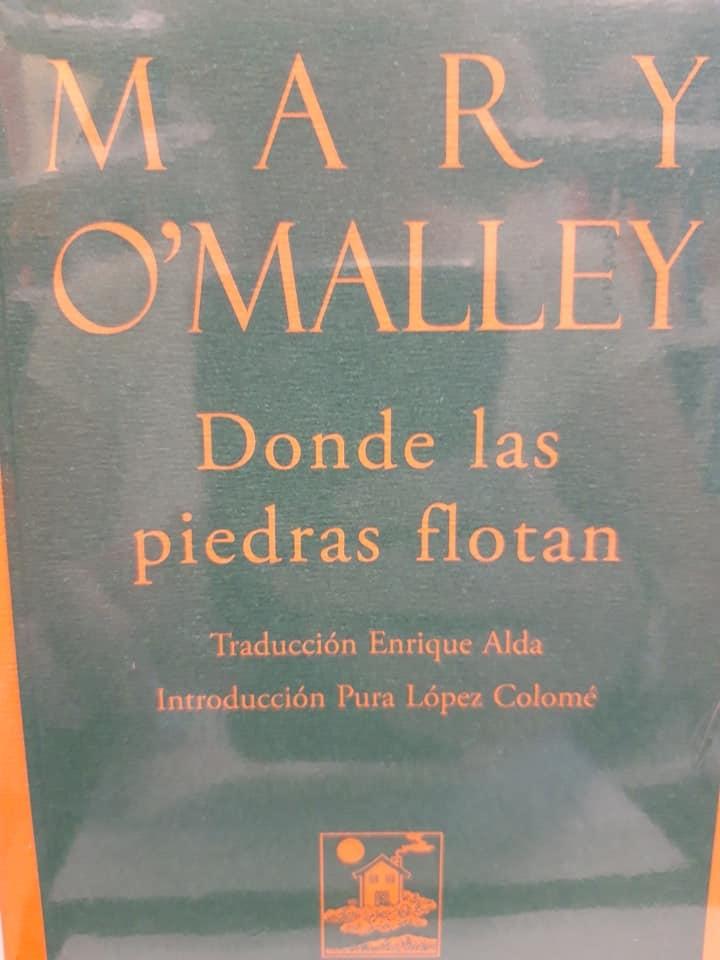 MARY
O'MALLEY
Donde las
piedras flotan
Traducción Enrique Alda
Introducción Pura López Colomé